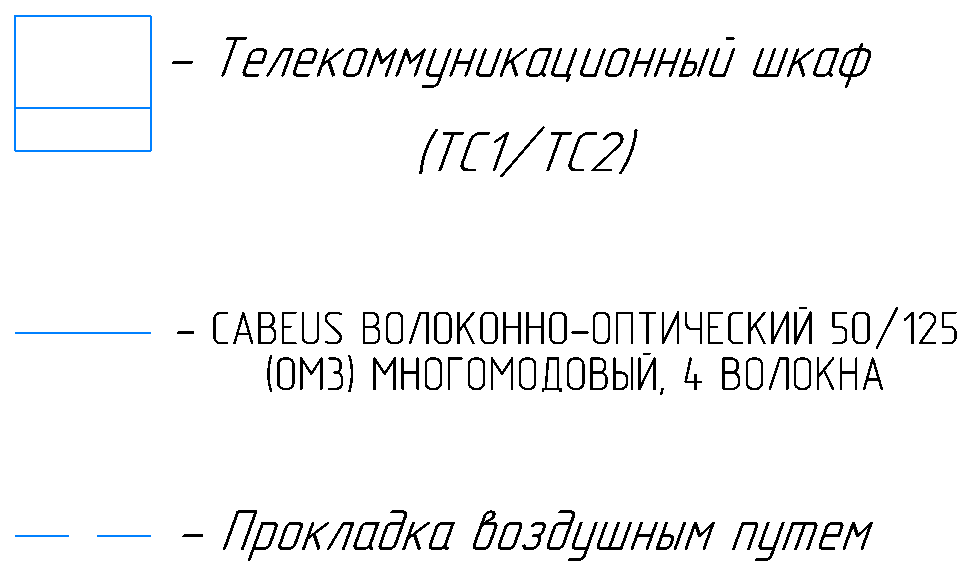 – Телекоммуникационный шкаф
(ТС1/ТС2)
– CABEUS ВОЛОКОННО-ОПТИЧЕСКИЙ 50/125
(ОМ3) МНОГОМОДОВЫЙ, 4 ВОЛОКНА
– Прокладка воздушным путем